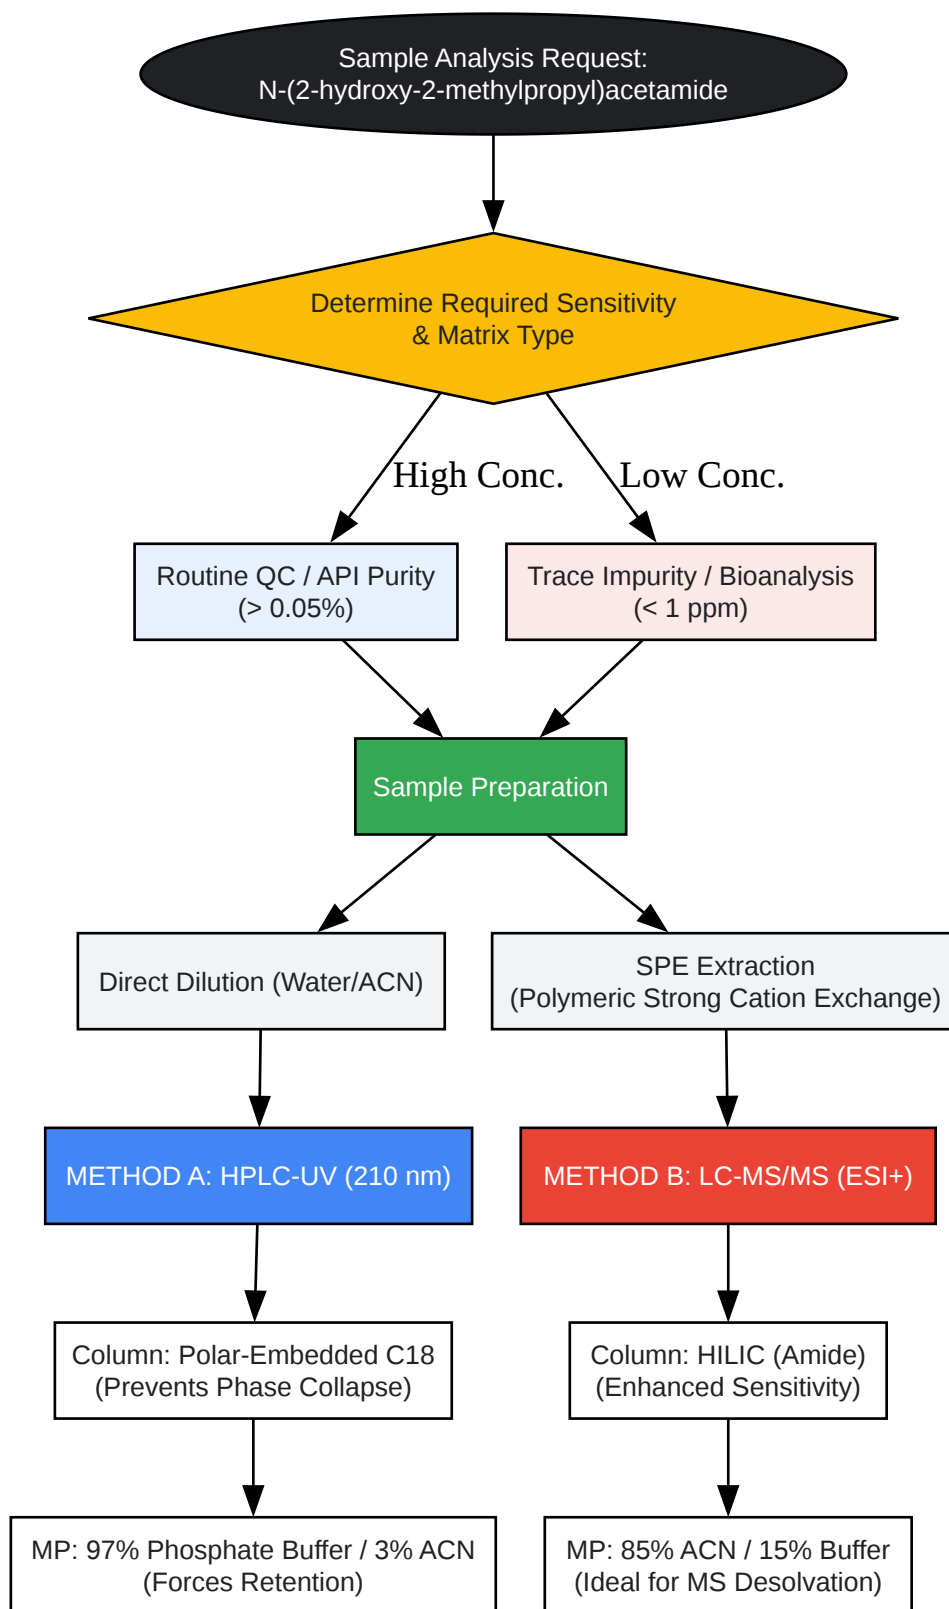 Sample Analysis Request:
N-(2-hydroxy-2-methylpropyl)acetamide
Determine Required Sensitivity
& Matrix Type
High Conc.
Low Conc.
Routine QC / API Purity
(> 0.05%)
Trace Impurity / Bioanalysis
(< 1 ppm)
Sample Preparation
Direct Dilution (Water/ACN)
SPE Extraction
(Polymeric Strong Cation Exchange)
METHOD A: HPLC-UV (210 nm)
METHOD B: LC-MS/MS (ESI+)
Column: Polar-Embedded C18
(Prevents Phase Collapse)
Column: HILIC (Amide)
(Enhanced Sensitivity)
MP: 97% Phosphate Buffer / 3% ACN
(Forces Retention)
MP: 85% ACN / 15% Buffer
(Ideal for MS Desolvation)